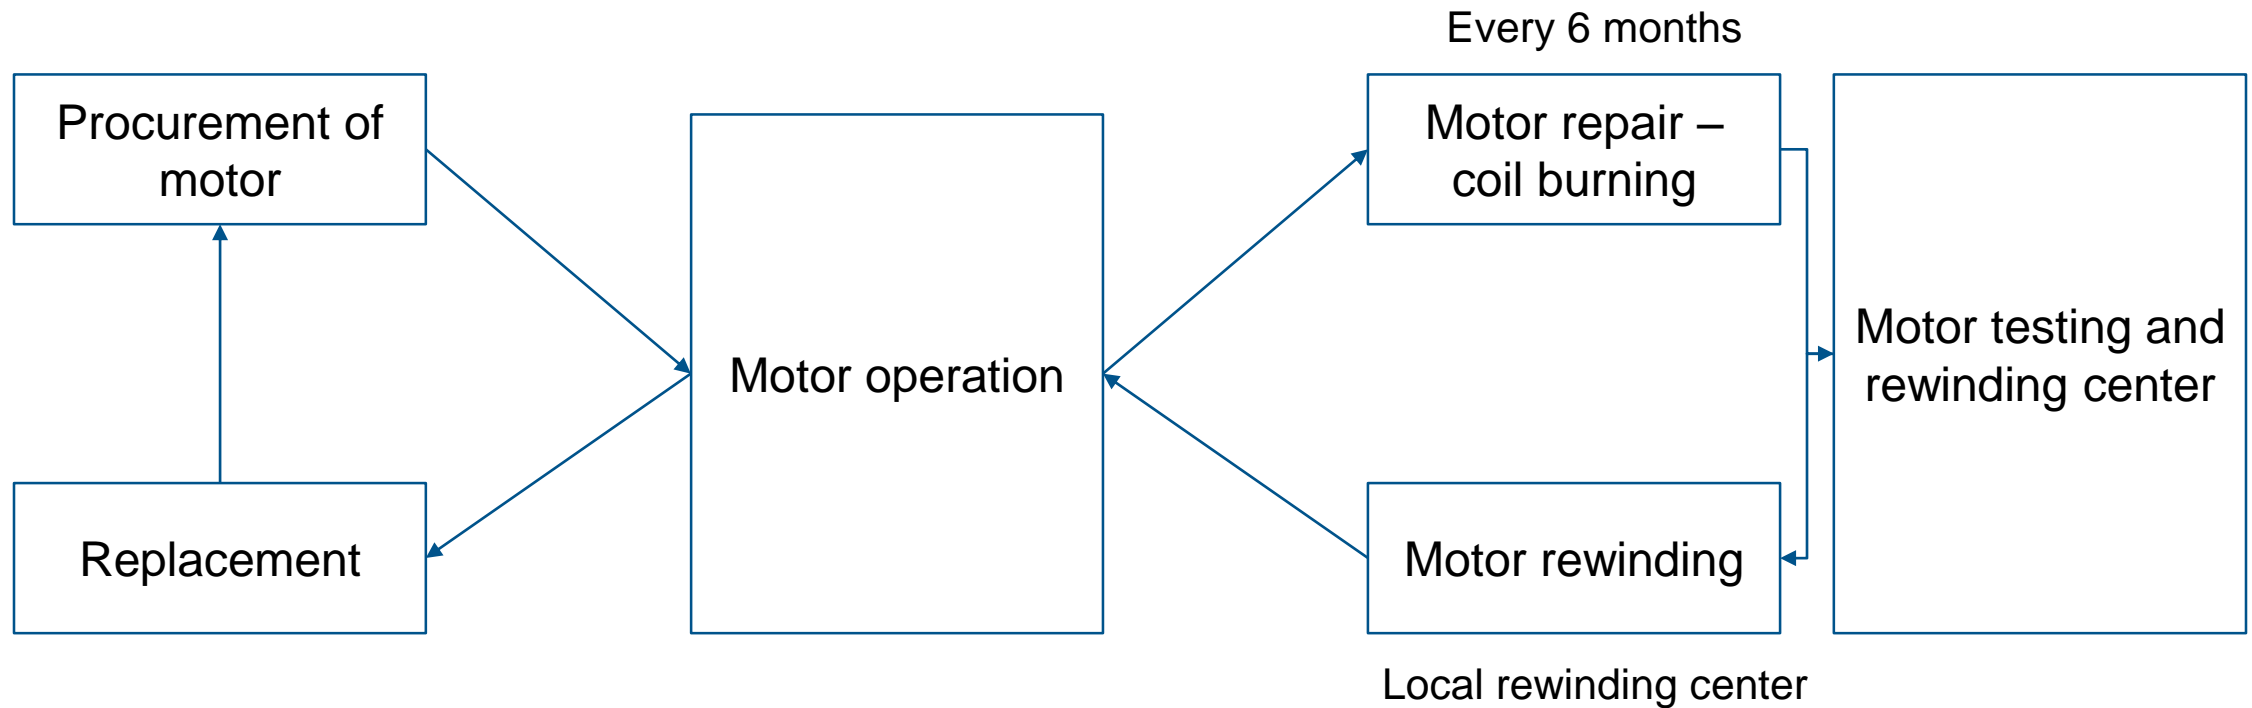 Every 6 months
Procurement of
motor
Motor repair –
coil burning
Motor operation
Motor testing and
rewinding center
Replacement
Motor rewinding
Local rewinding center